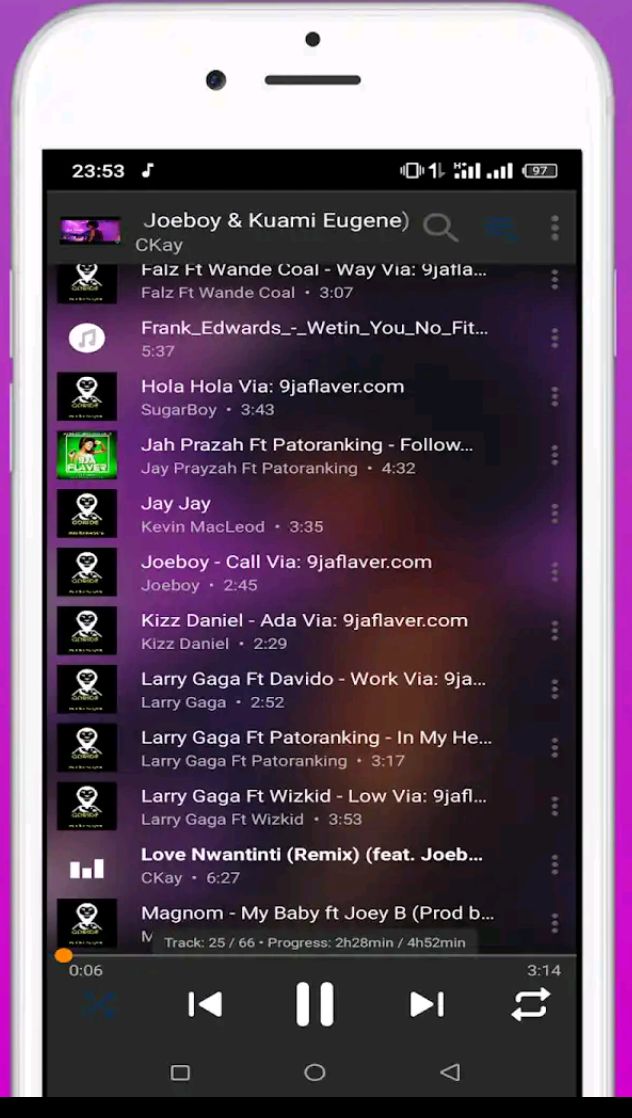 23:53
97
Joeboy & Kuami Eugene)
CKay
Falz Ft Wande Coal - Way Via: 9jafla...
Falz Ft Wande Coal • 3:07
Frank_Edwards_-_Wetin_You_No_Fit...
5:37
Hola Hola Via: 9jaflaver.com
SugarBoy • 3:43
Jah Prazah Ft Patoranking - Follow...
Jay Prayzah Ft Patoranking • 4:32
Jay Jay
Kevin MacLeod • 3:35
Joeboy - Call Via: 9jaflaver.com
Joeboy • 2:45
Kizz Daniel - Ada Via: 9jaflaver.com
Kizz Daniel • 2:29
Larry Gaga Ft Davido - Work Via: 9ja...
Larry Gaga • 2:52
Larry Gaga Ft Patoranking - In My He...
Larry Gaga Ft Patoranking • 3:17
Larry Gaga Ft Wizkid - Low Via: 9jafl...
Larry Gaga Ft Wizkid • 3:53
Love Nwantinti (Remix) (feat. Joeb...
CKay • 6:27
Magnom - My Baby ft Joey B (Prod b...
M
Track: 25 / 66 • Progress: 2h28min / 4h52min
0:06
3:14